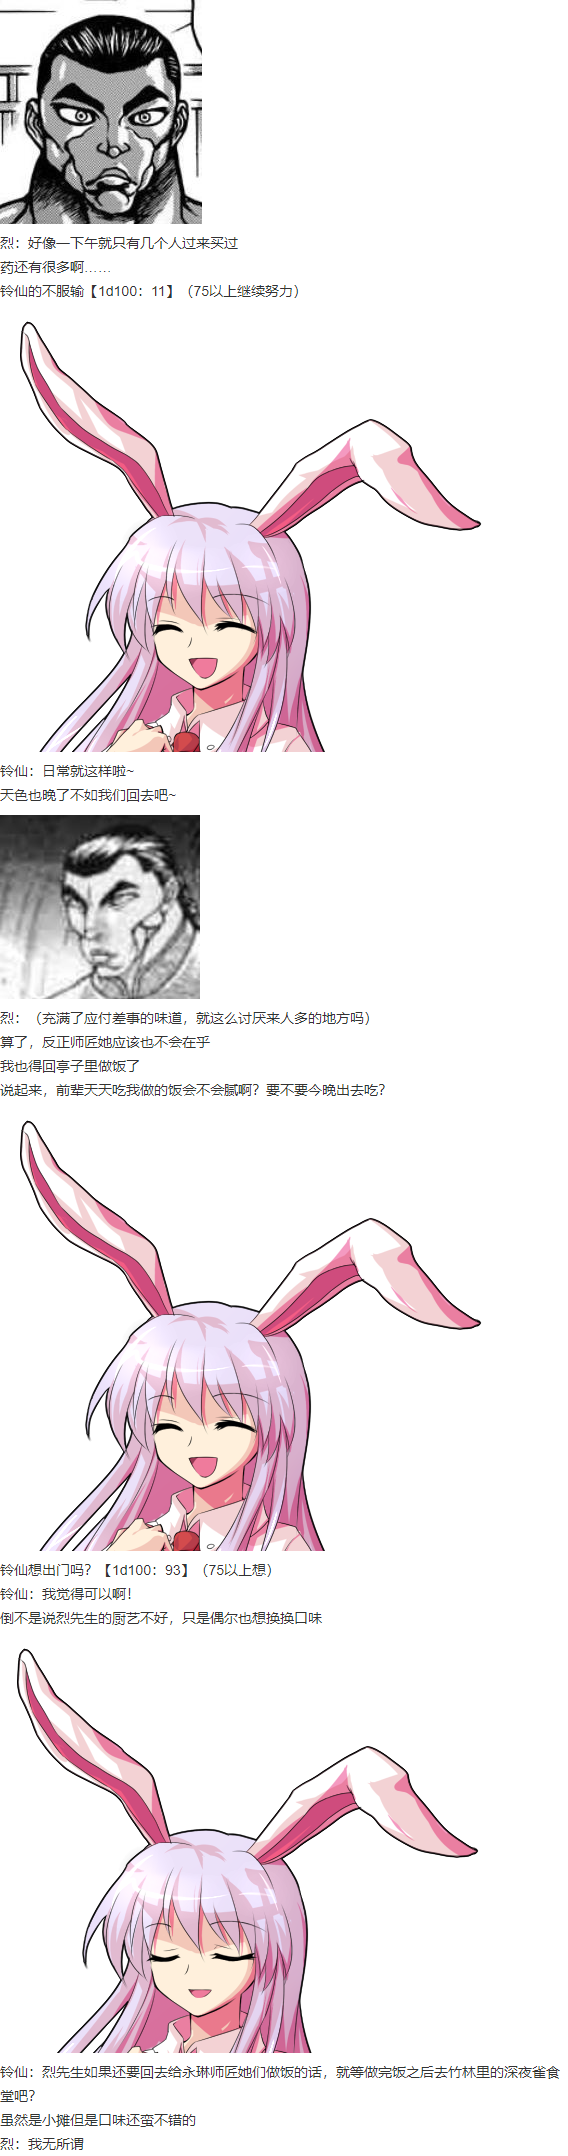 烈：好像一下午就只有几个人过来买过
药还有很多啊……
铃仙的不服输【1d100：11】（75以上继续努力）
铃仙：日常就这样啦~
天色也晚了不如我们回去吧~
烈：（充满了应付差事的味道，就这么讨厌来人多的地方吗）
算了，反正师匠她应该也不会在乎
我也得回亭子里做饭了
说起来，前辈天天吃我做的饭会不会腻啊？要不要今晚出去吃？
铃仙想出门吗？【1d100：93】（75以上想）
铃仙：我觉得可以啊！
倒不是说烈先生的厨艺不好，只是偶尔也想换换口味
铃仙：烈先生如果还要回去给永琳师匠她们做饭的话，就等做完饭之后去竹林里的深夜雀食
堂吧？
虽然是小摊但是口味还蛮不错的
烈：我无所谓